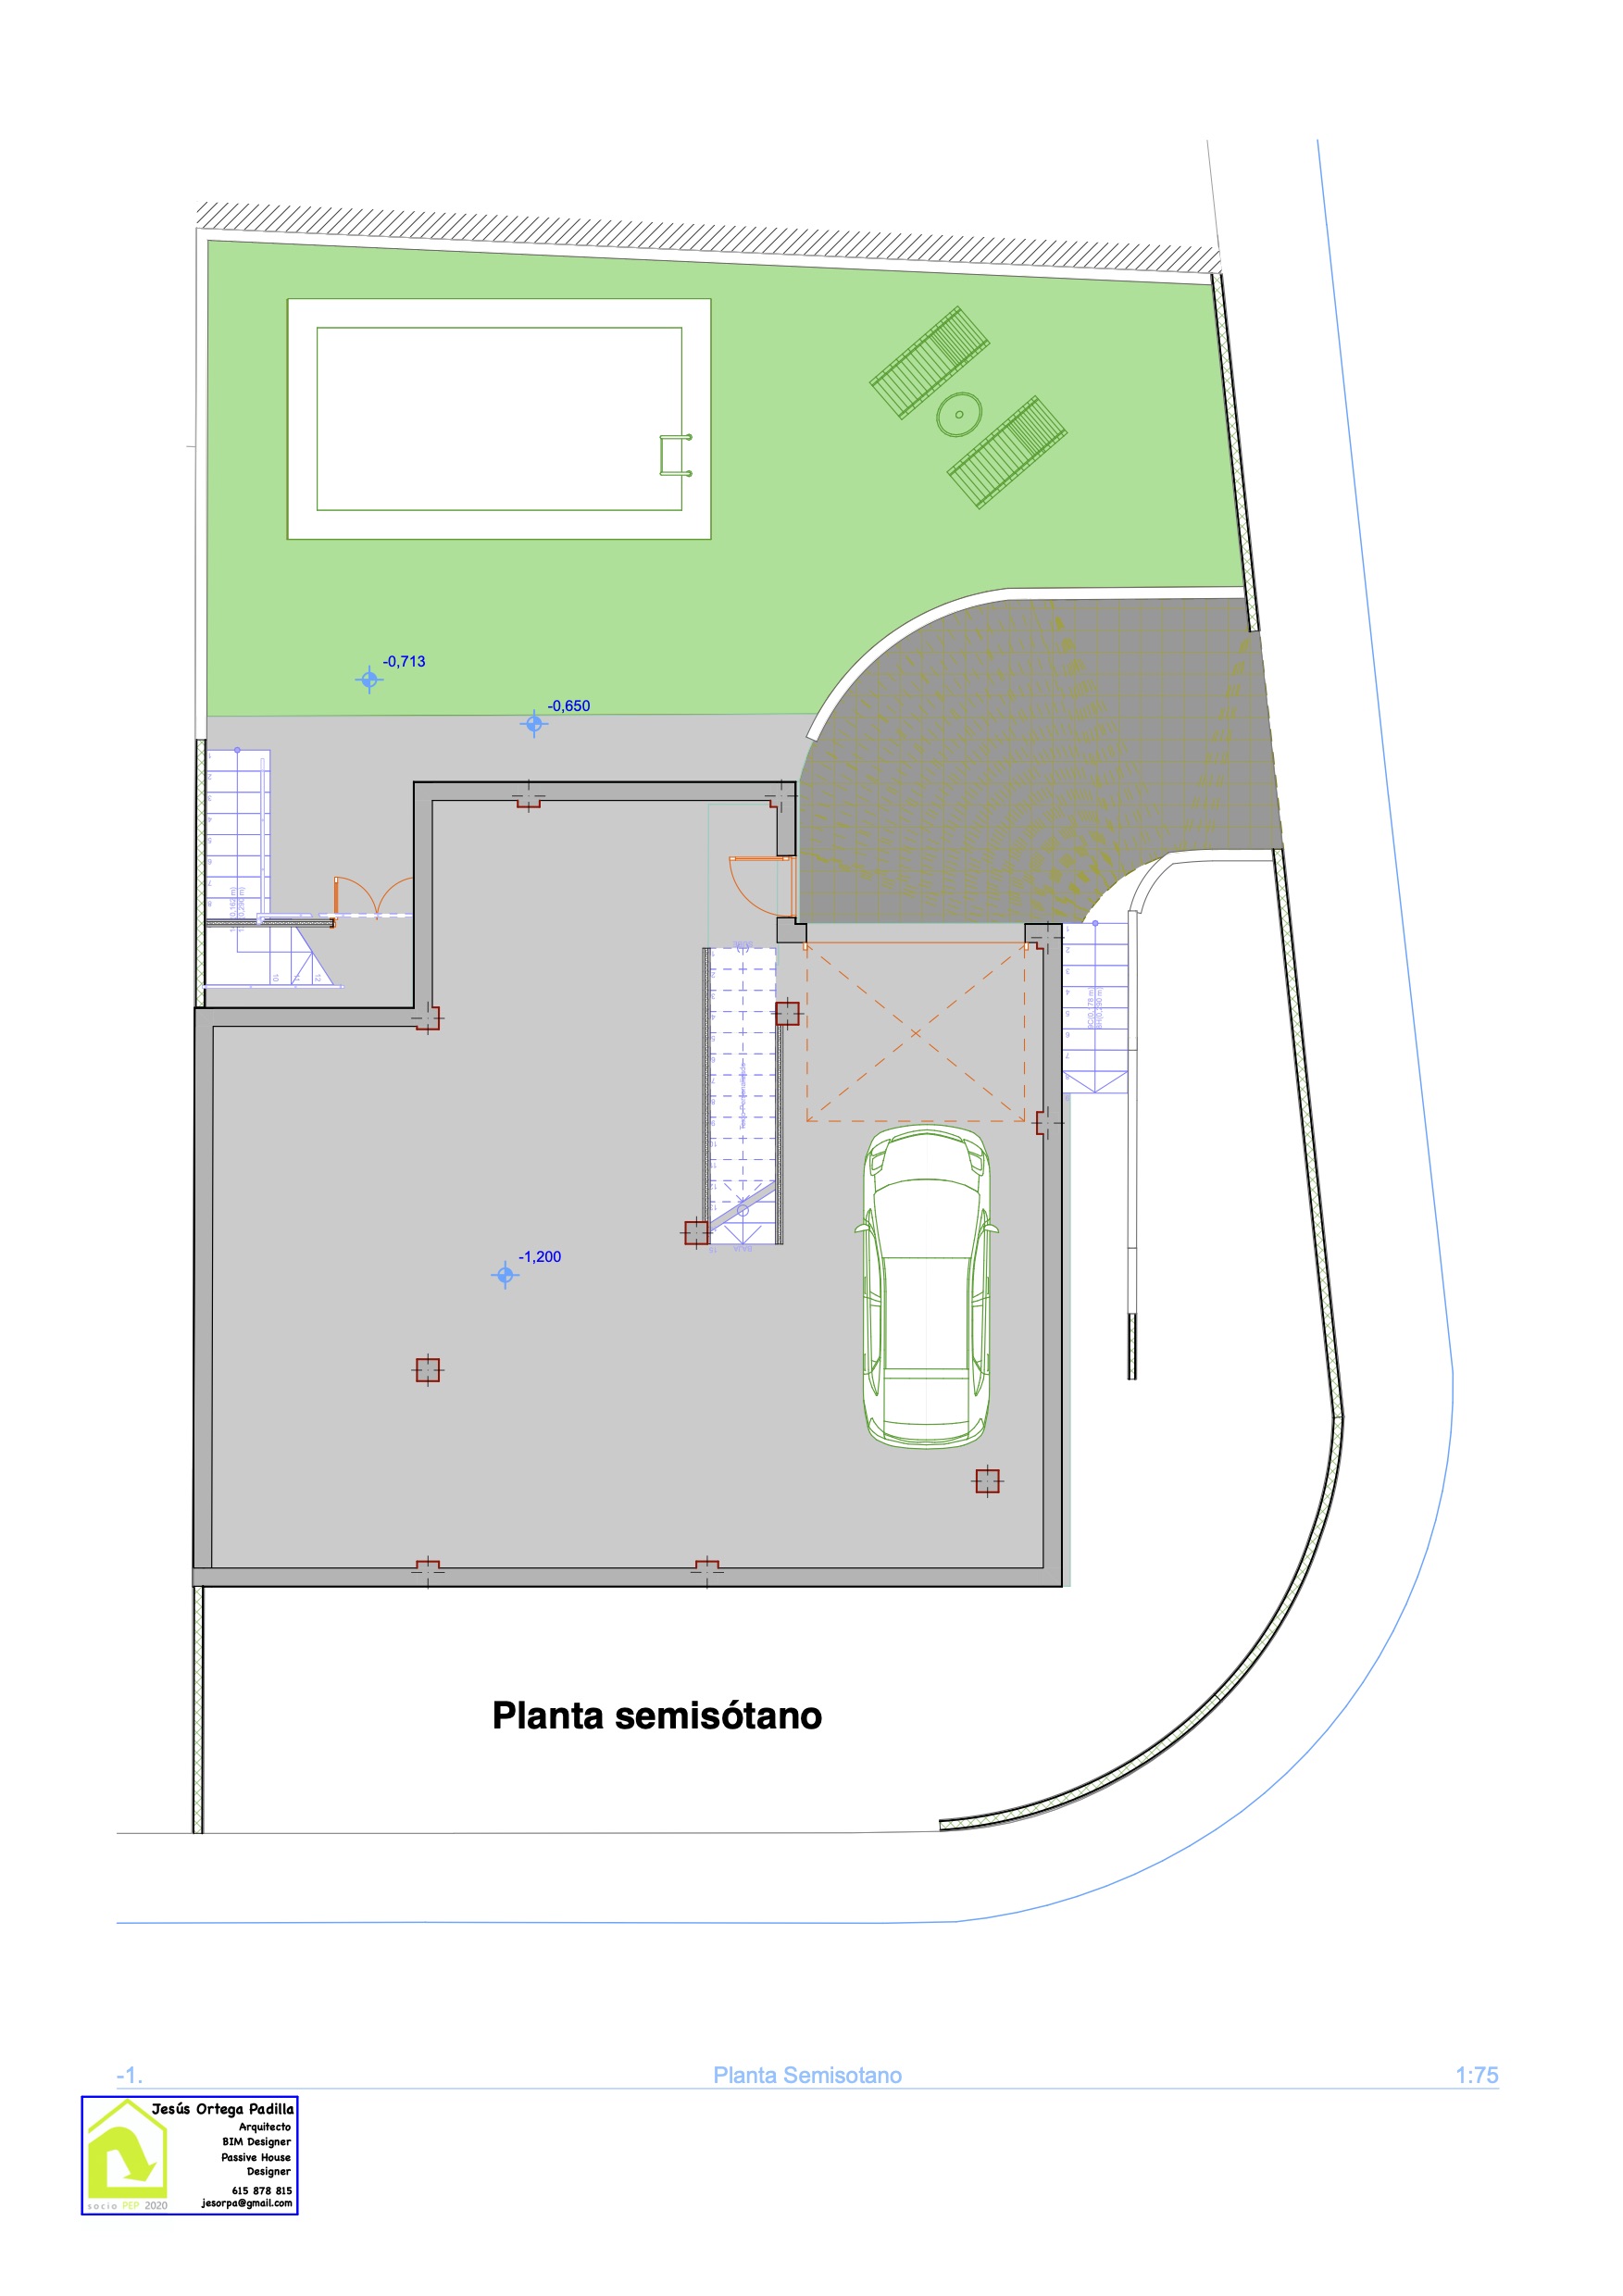 -0,713
-0,650
-1,200
Planta semisótano
-1.
Planta Semisotano
1:75
Jesús Ortega Padilla
Arquitecto
BIM Designer
Passive House
Designer
615 878 815
jesorpa@gmail.com
socio PEP 2020